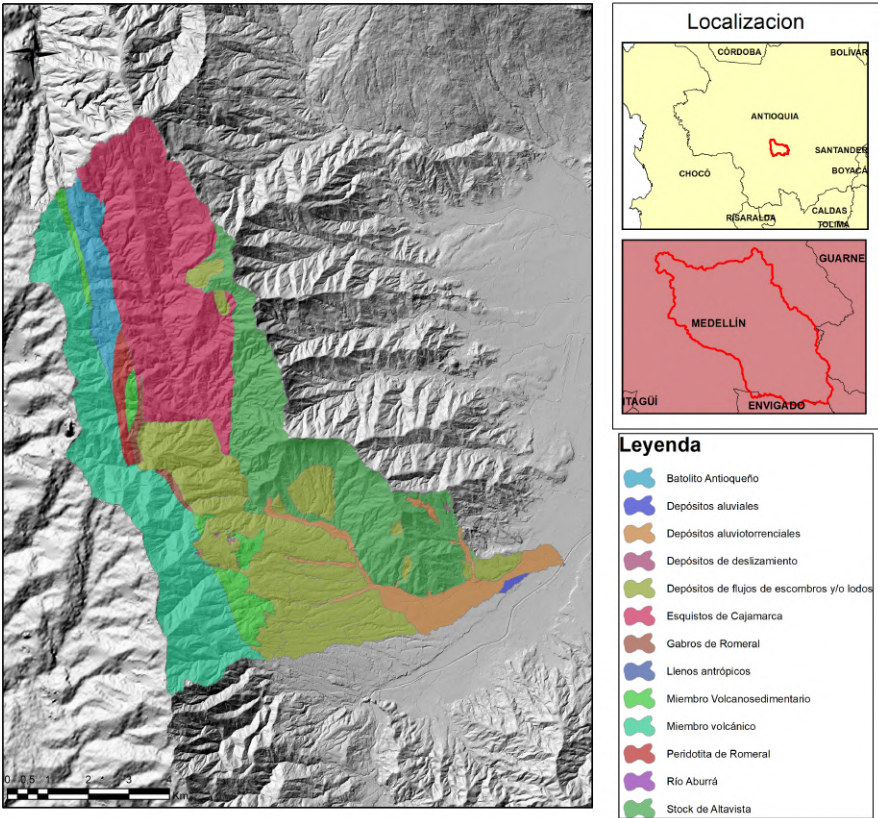 Localizacion
CÓRDOBA
BOLÍVAR
ANTIOQUIA
SANTANDER
BOYACÁ
CHOCÓ
CALDAS
RISARALDA
TOLIMA
GUARNE
MEDELLÍN
ITAGÜÍ
ENVIGADO
Leyenda
Batolito Antioqueño
Depósitos aluviales
Depósitos aluviotorrenciales
Depósitos de deslizamiento
Depósitos de flujos de escombros y/o lodos
Esquistos de Cajamarca
Gabros de Romeral
Llenos antrópicos
Miembro Volcanosedimentario
Miembro volcánico
Peridotita de Romeral
Río Aburrá
Stock de Altavista
0 0,5 1 2 3 4
Km